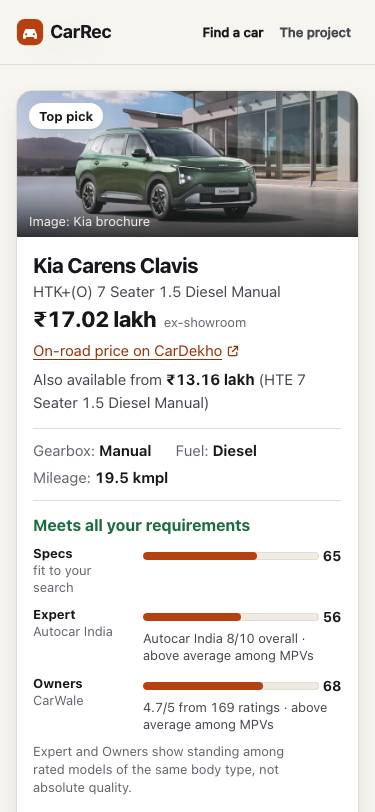 CarRec
Find a car
The project
Top pick
Image: Kia brochure
Kia Carens Clavis
HTK+(O) 7 Seater 1.5 Diesel Manual
₹17.02 lakh ex-showroom
On-road price on CarDekho
Also available from ₹13.16 lakh (HTE 7
Seater 1.5 Diesel Manual)
Gearbox: Manual Fuel: Diesel
Mileage: 19.5 kmpl
Meets all your requirements
Specs
fit to your
search
65
Expert
Autocar India
56
Autocar India 8/10 overall ·
above average among MPVs
Owners
CarWale
68
4.7/5 from 169 ratings · above
average among MPVs
Expert and Owners show standing among
rated models of the same body type, not
absolute quality.